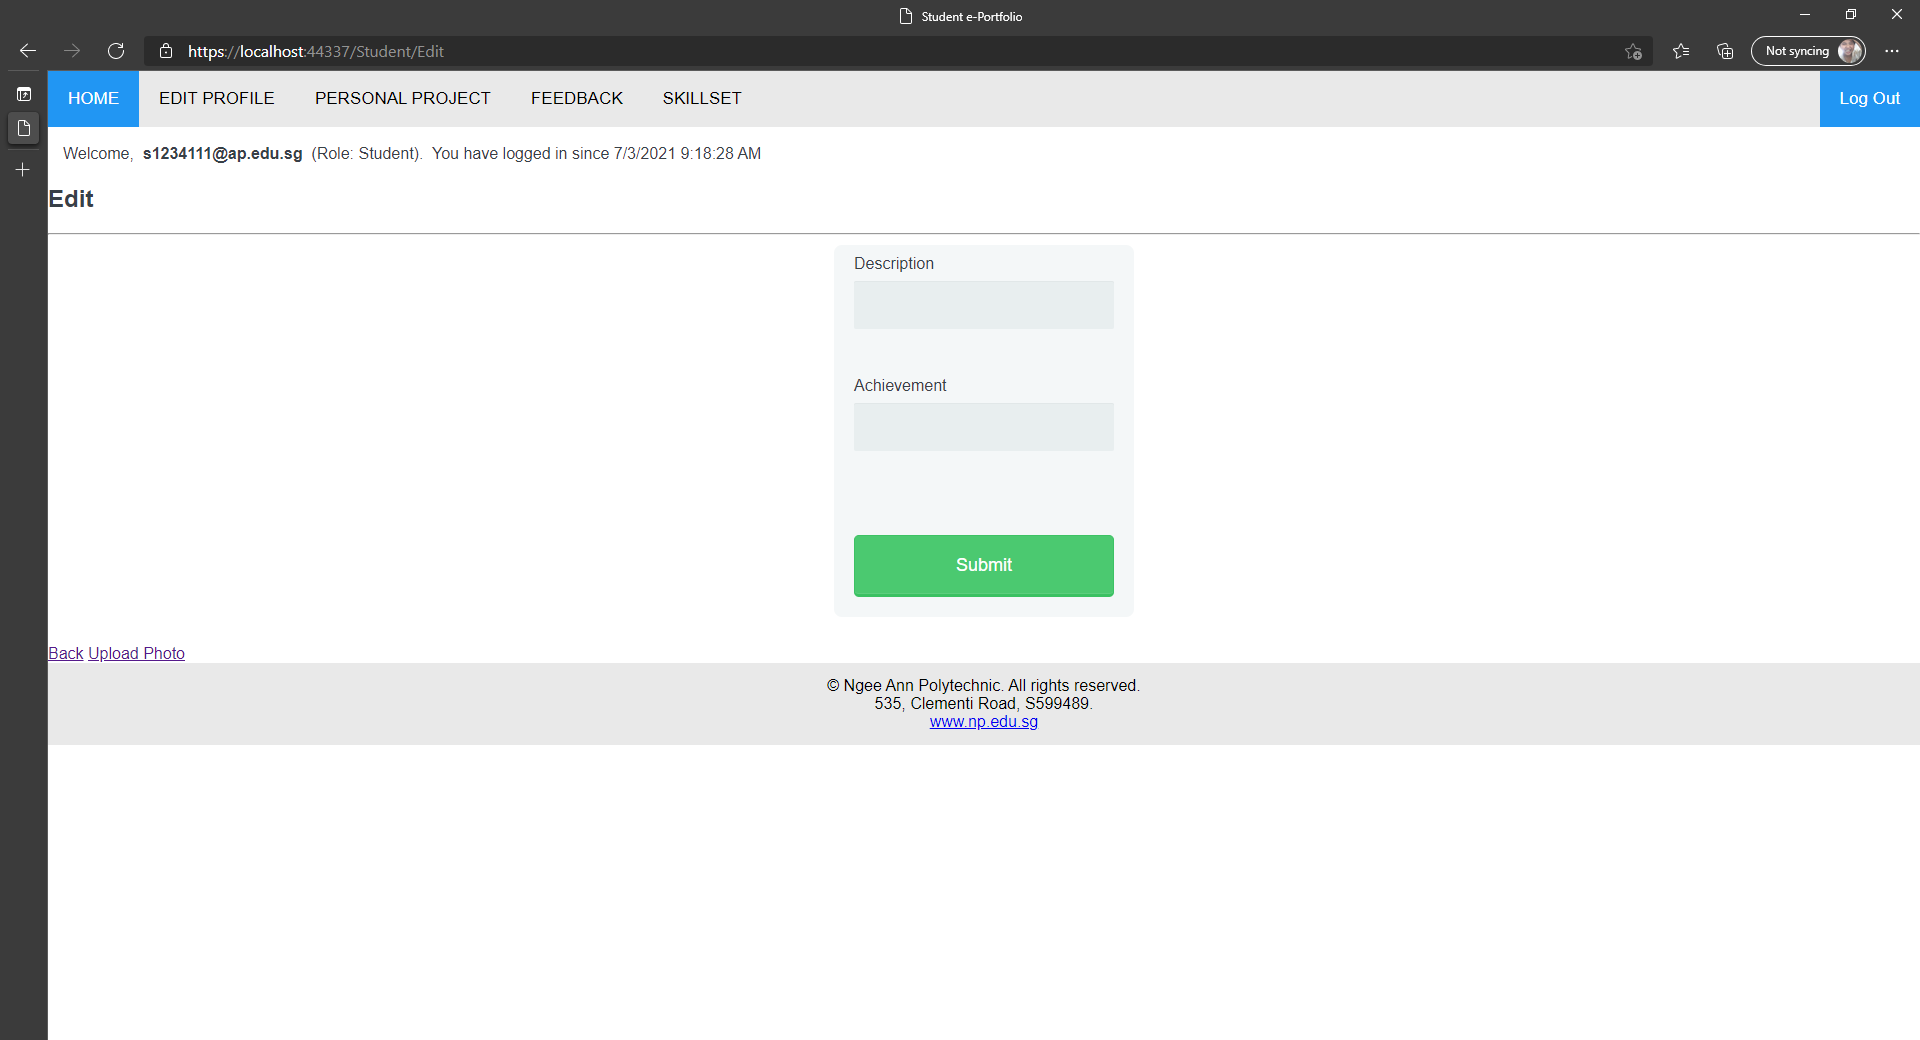 Student e-Portfolio
https://localhost:44337/Student/Edit
Not syncing
HOME EDIT PROFILE PERSONAL PROJECT FEEDBACK SKILLSET Log Out
Welcome, s1234111@ap.edu.sg (Role: Student). You have logged in since 7/3/2021 9:18:28 AM
Edit
Description
Achievement
Submit
Back Upload Photo
© Ngee Ann Polytechnic. All rights reserved.
535, Clementi Road, S599489.
www.np.edu.sg